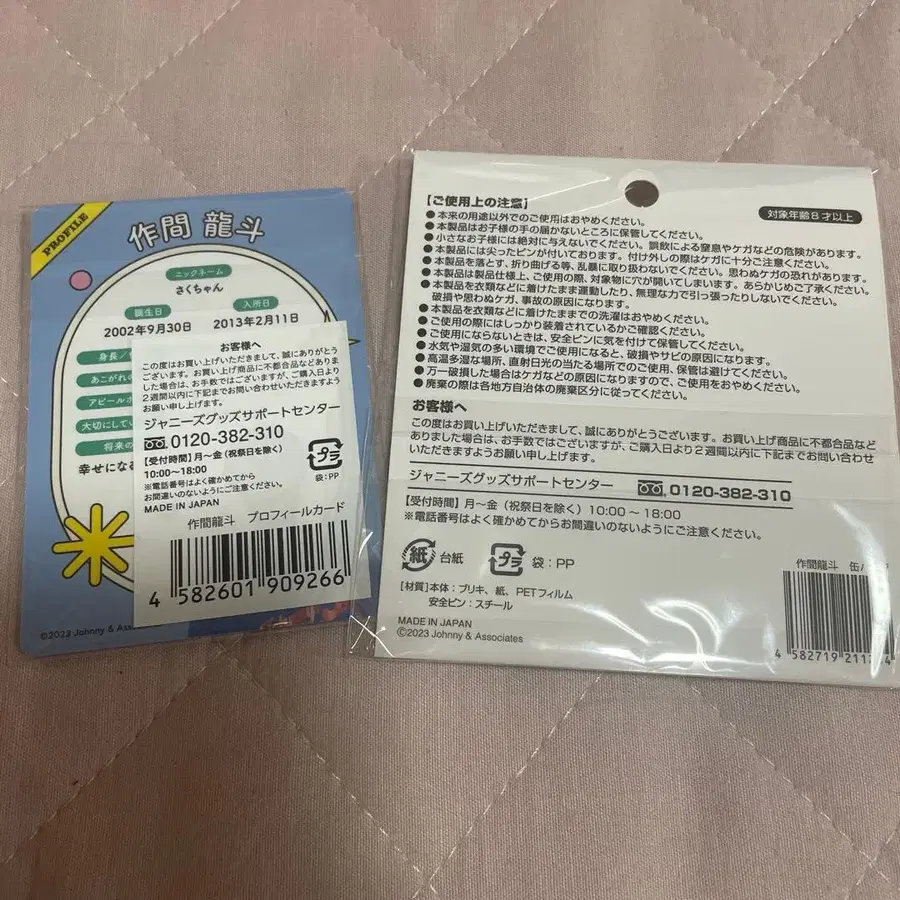 PROFILE
作間 龍斗
ニックネーム
さくちゃん
誕生日
入所日
2002年9月30日
2013年2月11日
身長/
あこがれの
アピールポ
大切にしてい
将来の
幸せにな
お客様へ
この度はお買い上げいただきまして、誠にありがとう
ございます。お買い上げ商品に不都合品などありま
した場合は、お手数ではございますが、ご購入日より
2週間以内に下記までお問い合わせいただきますよう
お願い申し上げます。
ジャニーズグッズサポートセンター
0120-382-310
【受付時間】月～金(祝祭日を除く)
10:00～18:00
※電話番号はよく確かめてから
お間違いのないようにご注意ください。
MADE IN JAPAN
プラ
袋:PP
作間龍斗 プロフィールカード
4 582601 909266
©2023 Johnny & Associates
【ご使用上の注意】
対象年齢8才以上
●本来の用途以外でのご使用はおやめください。
●本製品はお子様の手の届かないところに保管してください。
●小さなお子様には絶対に与えないでください。誤飲による窒息やケガなどの危険があります。
●本製品には尖ったピンが付いております。付け外しの際はケガに十分ご注意ください。
●本製品を落とす、折り曲げる等、乱暴に取り扱わないでください。思わぬケガの恐れがあります。
●本製品は製品仕様上、ご使用の際、対象物に穴が開いてしまいます。あらかじめご了承ください。
●本製品を衣類などに着けたまま運動したり、無理な力で引っ張ったりしないでください。
破損や思わぬケガ、事故の原因になります。
●本製品を衣類などに着けたままでの洗濯はおやめください。
●ご使用の際にはしっかり装着されているかご確認ください。
●ご使用にならないときは、安全ピンに気を付けて保管してください。
●水気や湿気の多い環境でご使用になると、破損やサビの原因になります。
●高温多湿な場所、直射日光の当たる場所でのご使用、保管は避けてください。
●万一破損した場合はケガなどの原因になりますので、ご使用をおやめください。
●廃棄の際は各地方自治体の廃棄区分に従ってください。
お客様へ
この度はお買い上げいただきまして、誠にありがとうございます。お買い上げ商品に不都合品など
ありました場合は、お手数ではございますが、ご購入日より2週間以内に下記までお問い合わせ
いただきますようお願い申し上げます。
ジャニーズグッズサポートセンター 0120-382-310
【受付時間】月～金(祝祭日を除く)10:00～18:00
※電話番号はよく確かめてからお間違いのないようにご注意ください。
紙 台紙 プラ 袋:PP
[材質]本体:ブリキ、紙、PETフィルム
安全ピン:スチール
MADE IN JAPAN
©2023 Johnny & Associates
作間龍斗 缶バ
4 582719 211